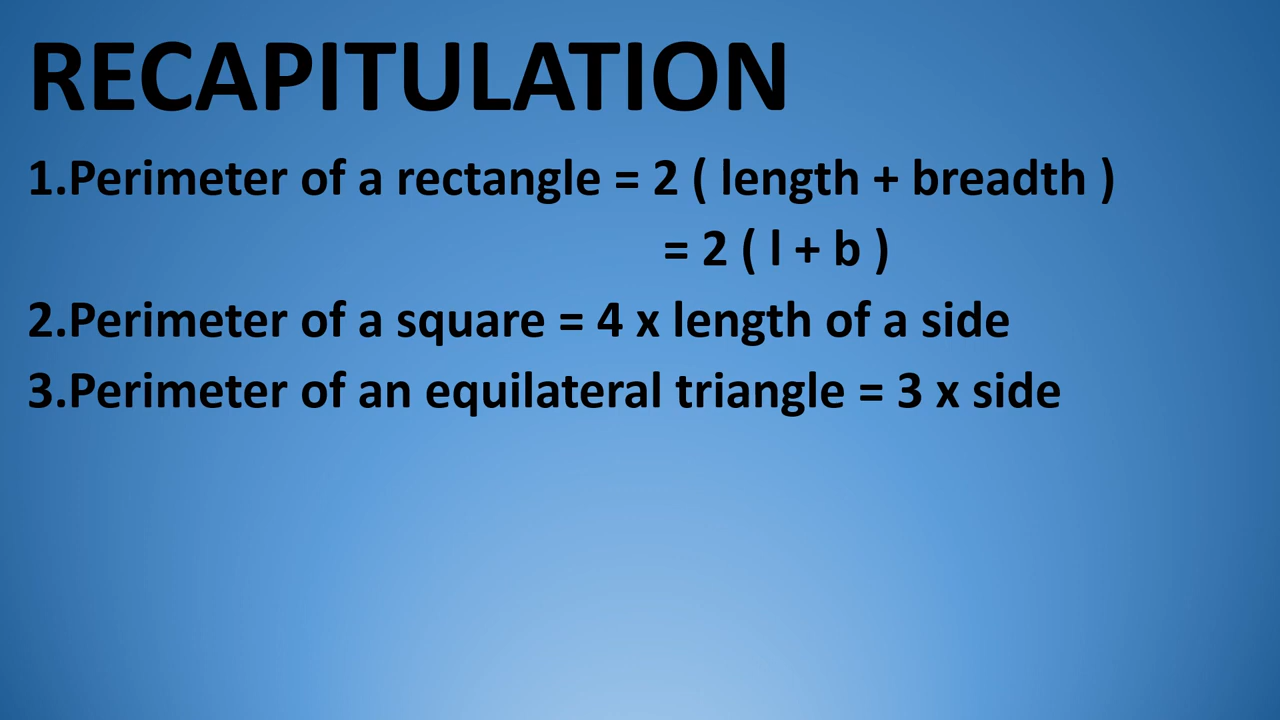 RECAPITULATION
1.Perimeter of a rectangle = 2 ( length + breadth )
= 2 ( l + b )
2.Perimeter of a square = 4 x length of a side
3.Perimeter of an equilateral triangle = 3 x side